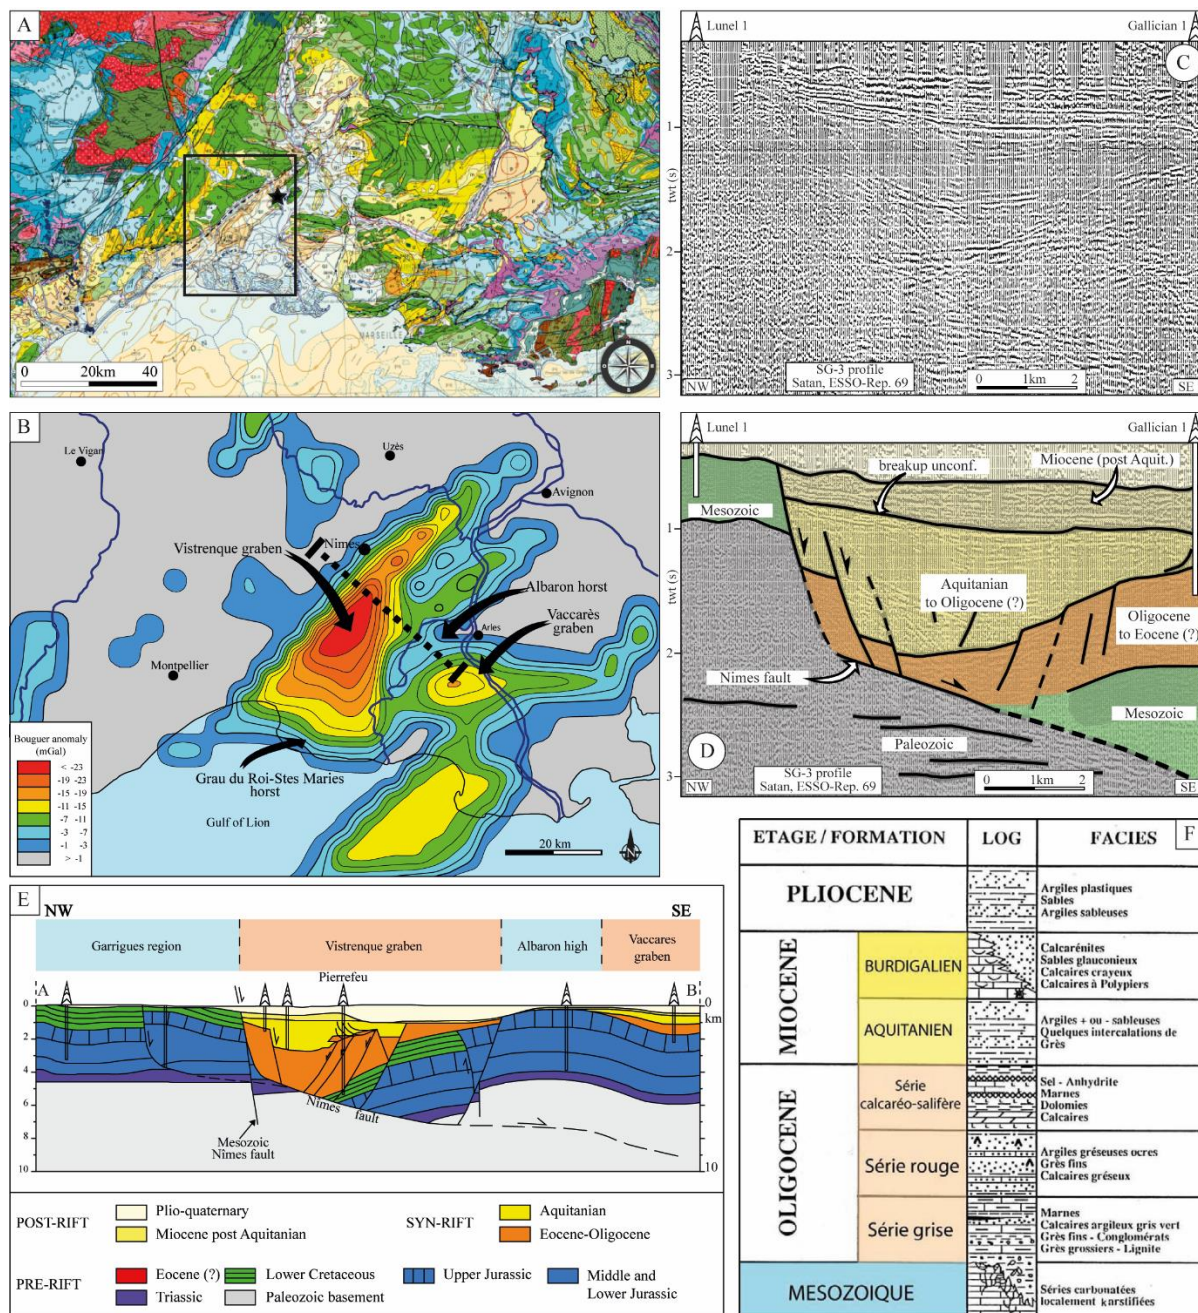 A
MARSEILLE
0 20km 40
B
Le Vigan
Uzès
Avignon
Nîmes
Vistrenque graben
Albaron horst
Vaccarès
graben
Arles
Montpellier
Bouguer anomaly
(mGal)
< -23
-19 -23
-15 -19
-11 -15
-7 -11
-3 -7
-1 -3
> -1
Grau du Roi-Stes Maries
horst
Gulf of Lion
20 km
N
C
Lunel 1
Gallician 1
twt (s)
1
2
3
NW
SG-3 profile
Satan, ESSO-Rep. 69
0 1km 2
SE
D
Lunel 1
Gallician 1
breakup unconf.
Miocene (post Aquit.)
Mesozoic
twt (s)
1
2
3
Aquitanian
to Oligocene (?)
Oligocene
to Eocene (?)
Nimes fault
Mesozoic
Paleozoic
NW
SG-3 profile
Satan, ESSO-Rep. 69
0 1km 2
SE
E
NW
SE
Garrigues region
Vistrenque graben
Albaron high
Vaccares
graben
Pierrefeu
A
B
0
2
4
6
8
10
0
km
10
Nîmes fault
Mesozoic
Nîmes fault
POST-RIFT
Plio-quaternary
Miocene post Aquitanian
SYN-RIFT
Aquitanian
Eocene-Oligocene
PRE-RIFT
Eocene (?)
Lower Cretaceous
Upper Jurassic
Middle and
Lower Jurassic
Triassic
Paleozoic basement
F
ETAGE / FORMATION
LOG
FACIES
PLIOCENE
Argiles plastiques
Sables
Argiles sableuses
MIOCENE
BURDIGALIEN
Calcarénites
Sables glauconieux
Calcaires crayeux
Calcaires à Polypiers
AQUITANIEN
Argiles + ou - sableuses
Quelques intercalations de
Grès
OLIGOCENE
Série
calcaréo-salifère
Sel - Anhydrite
Marnes
Dolomies
Calcaires
Série rouge
Argiles gréseuses ocres
Grès fins
Calcaires gréseux
Série grise
Marnes
Calcaires argileux gris vert
Grès fins - Conglomérats
Grès grossiers - Lignite
MESOZOIQUE
Séries carbonatées
localement karstifiées